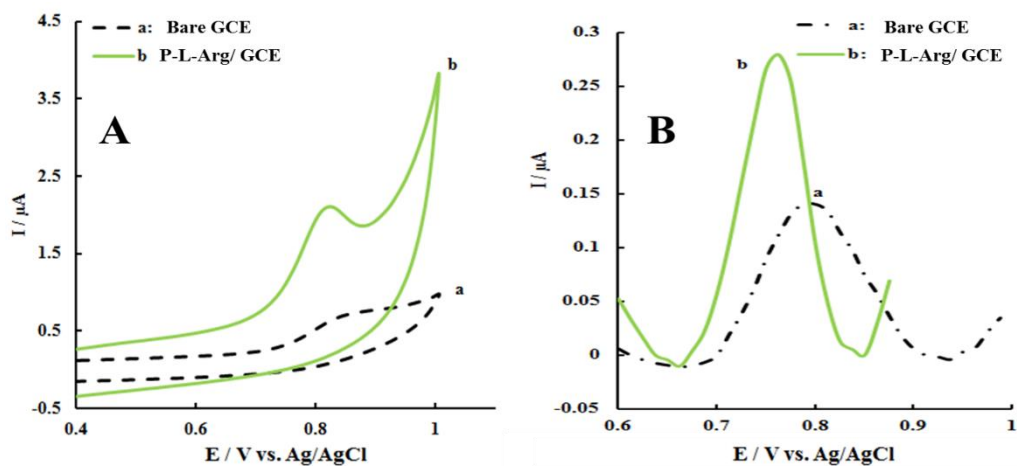 a: Bare GCE
b P-L-Arg/ GCE
A
b
a
4.5
3.5
2.5
1.5
0.5
-0.5
I / µA
0.4
0.6
0.8
1
E / V vs. Ag/AgCl
a: Bare GCE
b: P-L-Arg/ GCE
B
b
a
0.3
0.25
0.2
0.15
0.1
0.05
0
-0.05
I / µA
0.6
0.7
0.8
0.9
1
E / V vs. Ag/AgCl